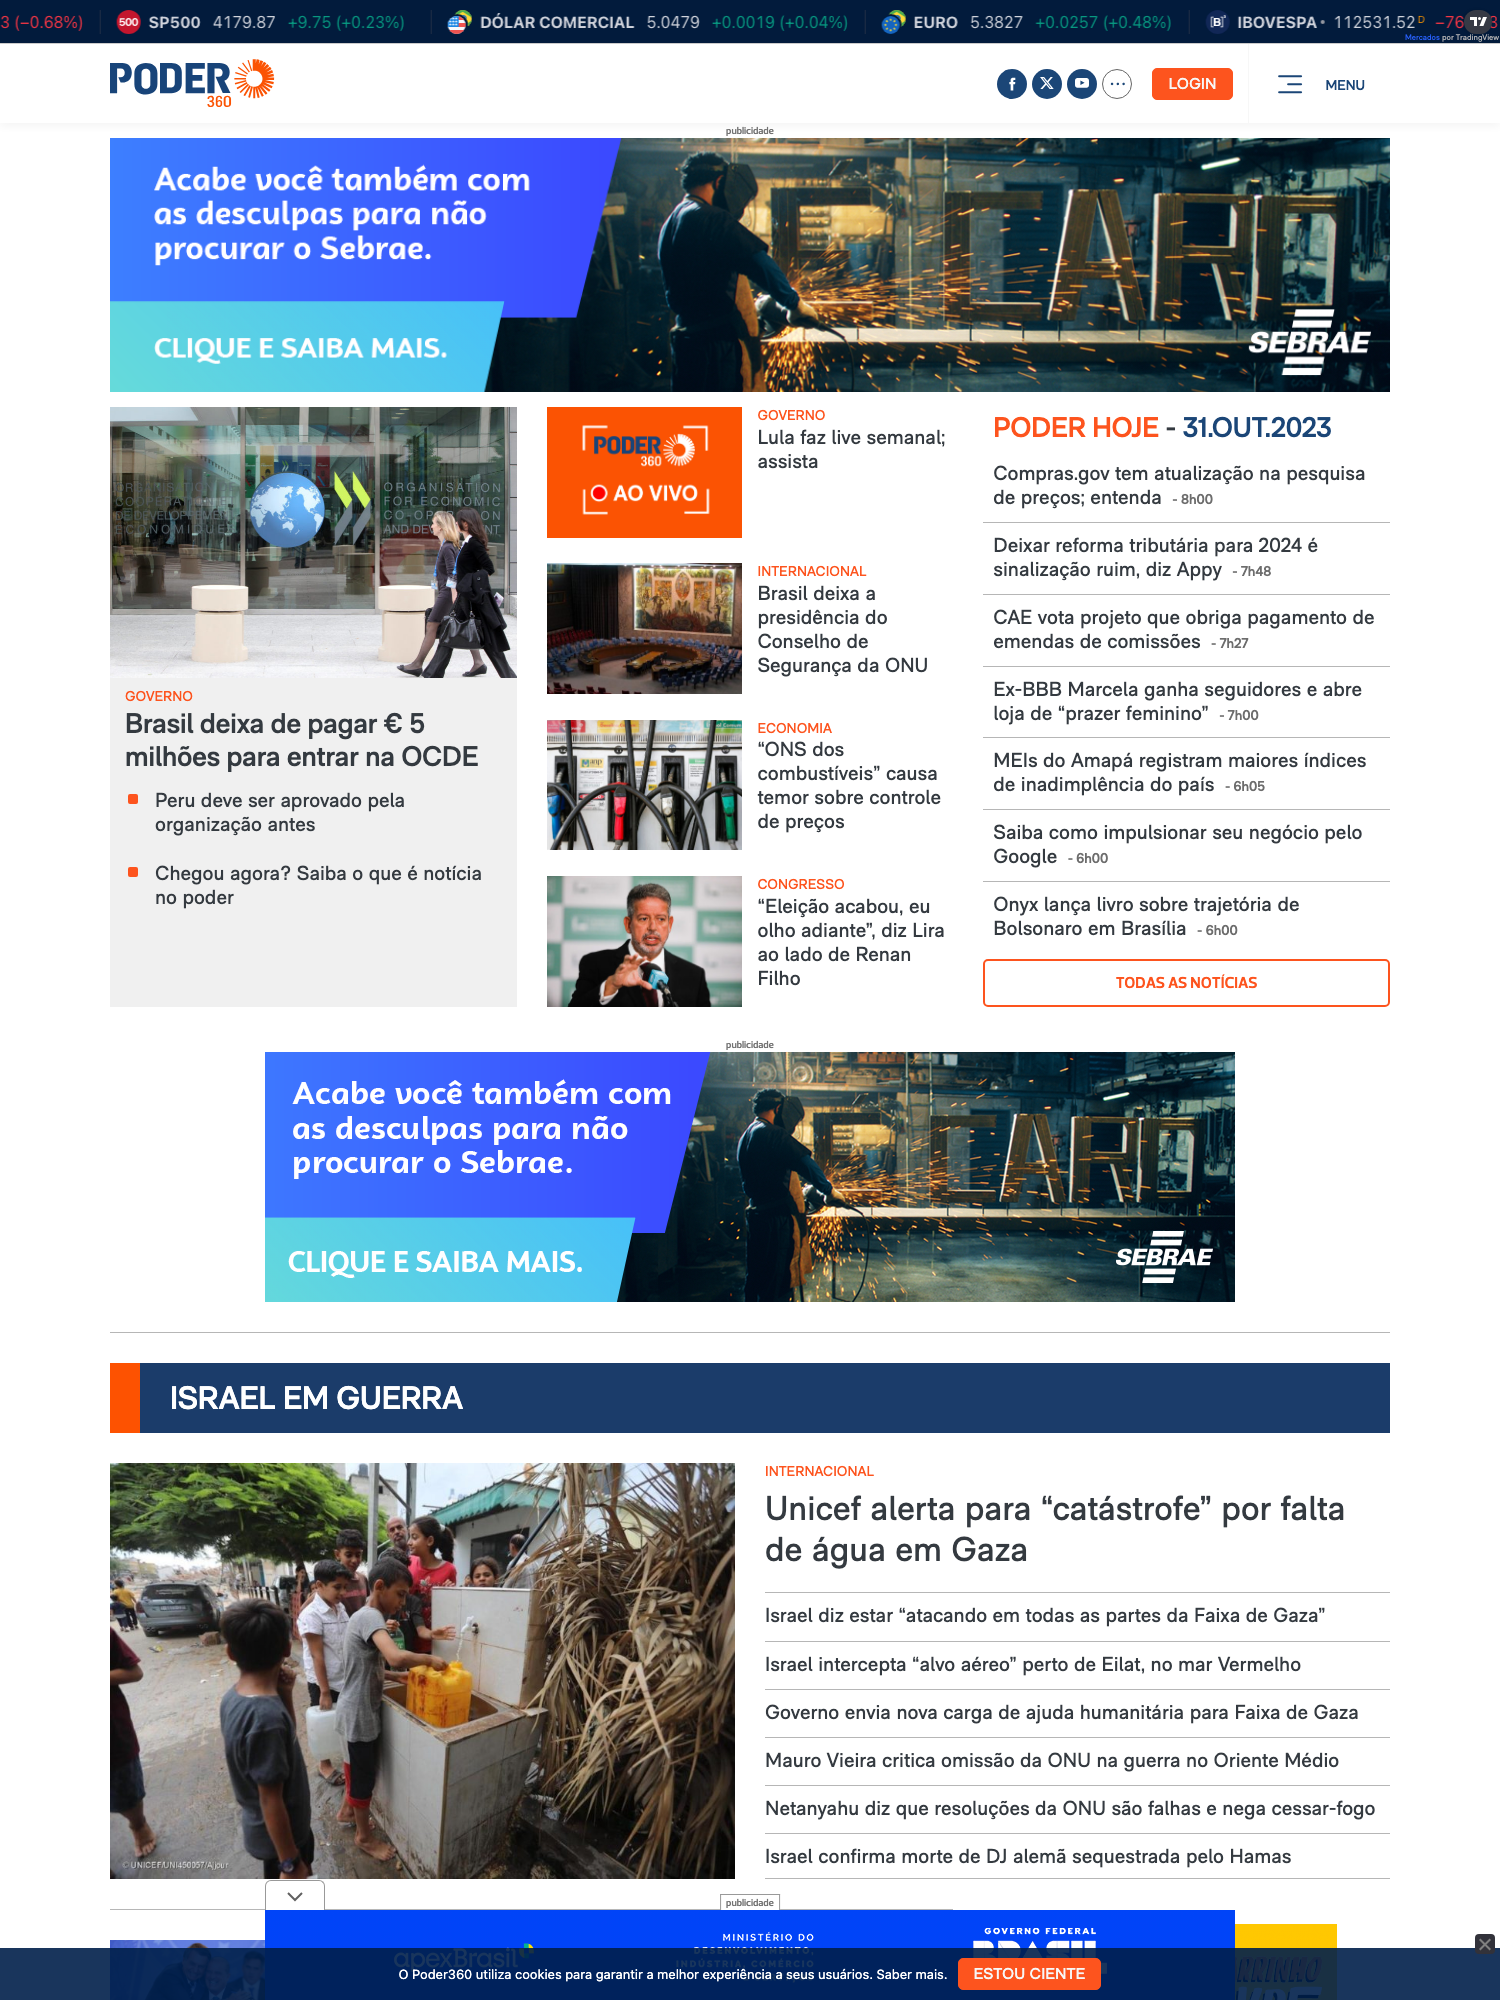 3 (−0.68%) SP500 4179.87 +9.75 (+0.23%) DÓLAR COMERCIAL 5.0479 +0.0019 (+0.04%) EURO 5.3827 +0.0257 (+0.48%) IBOVESPA 112531.52 D
Mercados por TradingView
PODER
360
LOGIN
MENU
publicidade
Acabe você também com
as desculpas para não
procurar o Sebrae.
CLIQUE E SAIBA MAIS.
SEBRAE
ORGANISATION
FOR ECONOMIC
CO-OPERATION
GOVERNO
Brasil deixa de pagar € 5
milhões para entrar na OCDE
Peru deve ser aprovado pela
organização antes
Chegou agora? Saiba o que é notícia
no poder
PODER
360
AO VIVO
GOVERNO
Lula faz live semanal;
assista
INTERNACIONAL
Brasil deixa a
presidência do
Conselho de
Segurança da ONU
ECONOMIA
“ONS dos
combustíveis” causa
temor sobre controle
de preços
CONGRESSO
“Eleição acabou, eu
olho adiante”, diz Lira
ao lado de Renan
Filho
PODER HOJE - 31.OUT.2023
Compras.gov tem atualização na pesquisa
de preços; entenda - 8h00
Deixar reforma tributária para 2024 é
sinalização ruim, diz Appy - 7h48
CAE vota projeto que obriga pagamento de
emendas de comissões - 7h27
Ex-BBB Marcela ganha seguidores e abre
loja de “prazer feminino” - 7h00
MEIs do Amapá registram maiores índices
de inadimplência do país - 6h05
Saiba como impulsionar seu negócio pelo
Google - 6h00
Onyx lança livro sobre trajetória de
Bolsonaro em Brasília - 6h00
TODAS AS NOTÍCIAS
publicidade
Acabe você também com
as desculpas para não
procurar o Sebrae.
CLIQUE E SAIBA MAIS.
SEBRAE
ISRAEL EM GUERRA
© UNICEF/UNI450057/Ajjour
INTERNACIONAL
Unicef alerta para “catástrofe” por falta
de água em Gaza
Israel diz estar “atacando em todas as partes da Faixa de Gaza”
Israel intercepta “alvo aéreo” perto de Eilat, no mar Vermelho
Governo envia nova carga de ajuda humanitária para Faixa de Gaza
Mauro Vieira critica omissão da ONU na guerra no Oriente Médio
Netanyahu diz que resoluções da ONU são falhas e nega cessar-fogo
Israel confirma morte de DJ alemã sequestrada pelo Hamas
publicidade
apexBrasil
MINISTÉRIO DO
DESENVOLVIMENTO,
INDÚSTRIA, COMÉRCIO
GOVERNO FEDERAL
BRASIL
O Poder360 utiliza cookies para garantir a melhor experiência a seus usuários. Saber mais.
ESTOU CIENTE